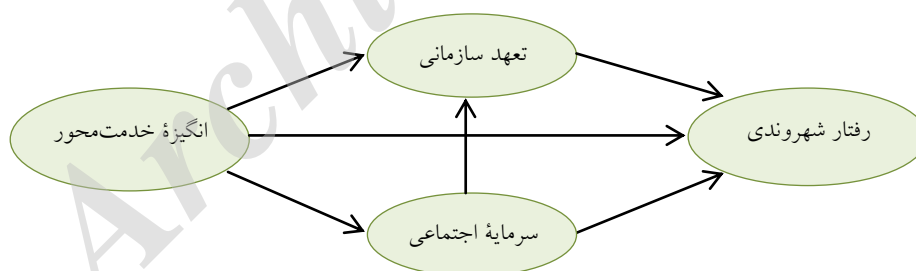 تعهد سازمانی
انگیزۀ خدمت‌محور
رفتار شهروندی
سرمایۀ اجتماعی